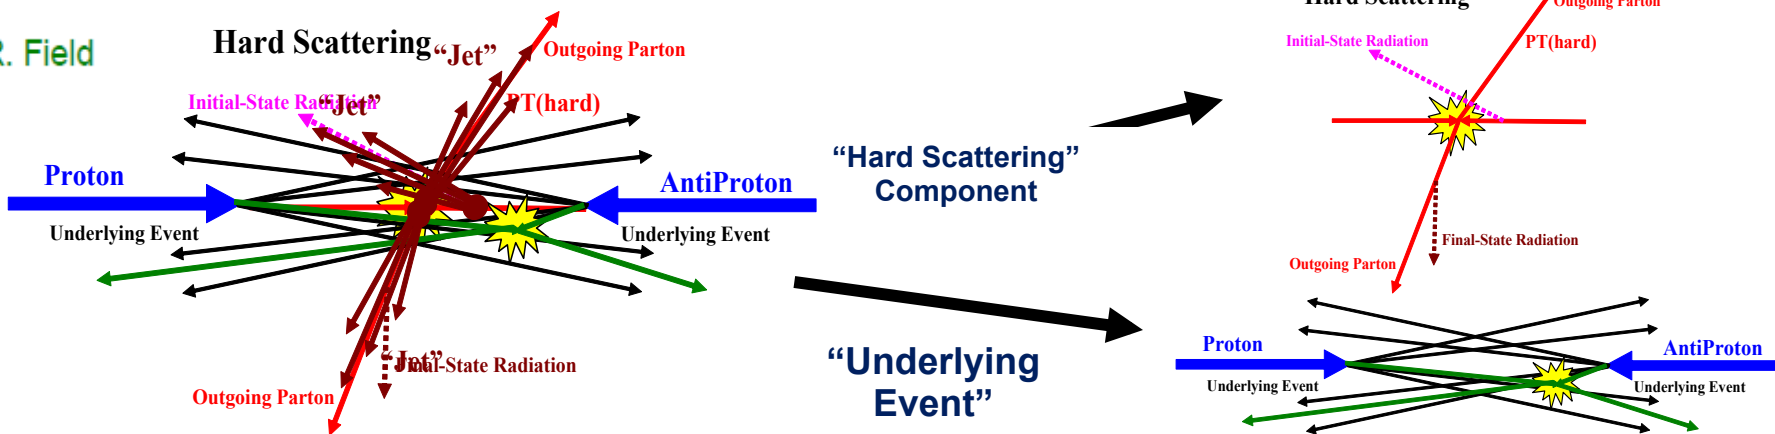 R. Field
Hard Scattering
“Jet”
Outgoing Parton
Initial-State Radiation
“Jet”
PT(hard)
Proton
AntiProton
Underlying Event
Underlying Event
“Jet”
Final-State Radiation
Outgoing Parton
“Hard Scattering”
Component
“Underlying
Event”
Hard Scattering
Outgoing Parton
Initial-State Radiation
PT(hard)
Final-State Radiation
Outgoing Parton
Proton
AntiProton
Underlying Event
Underlying Event